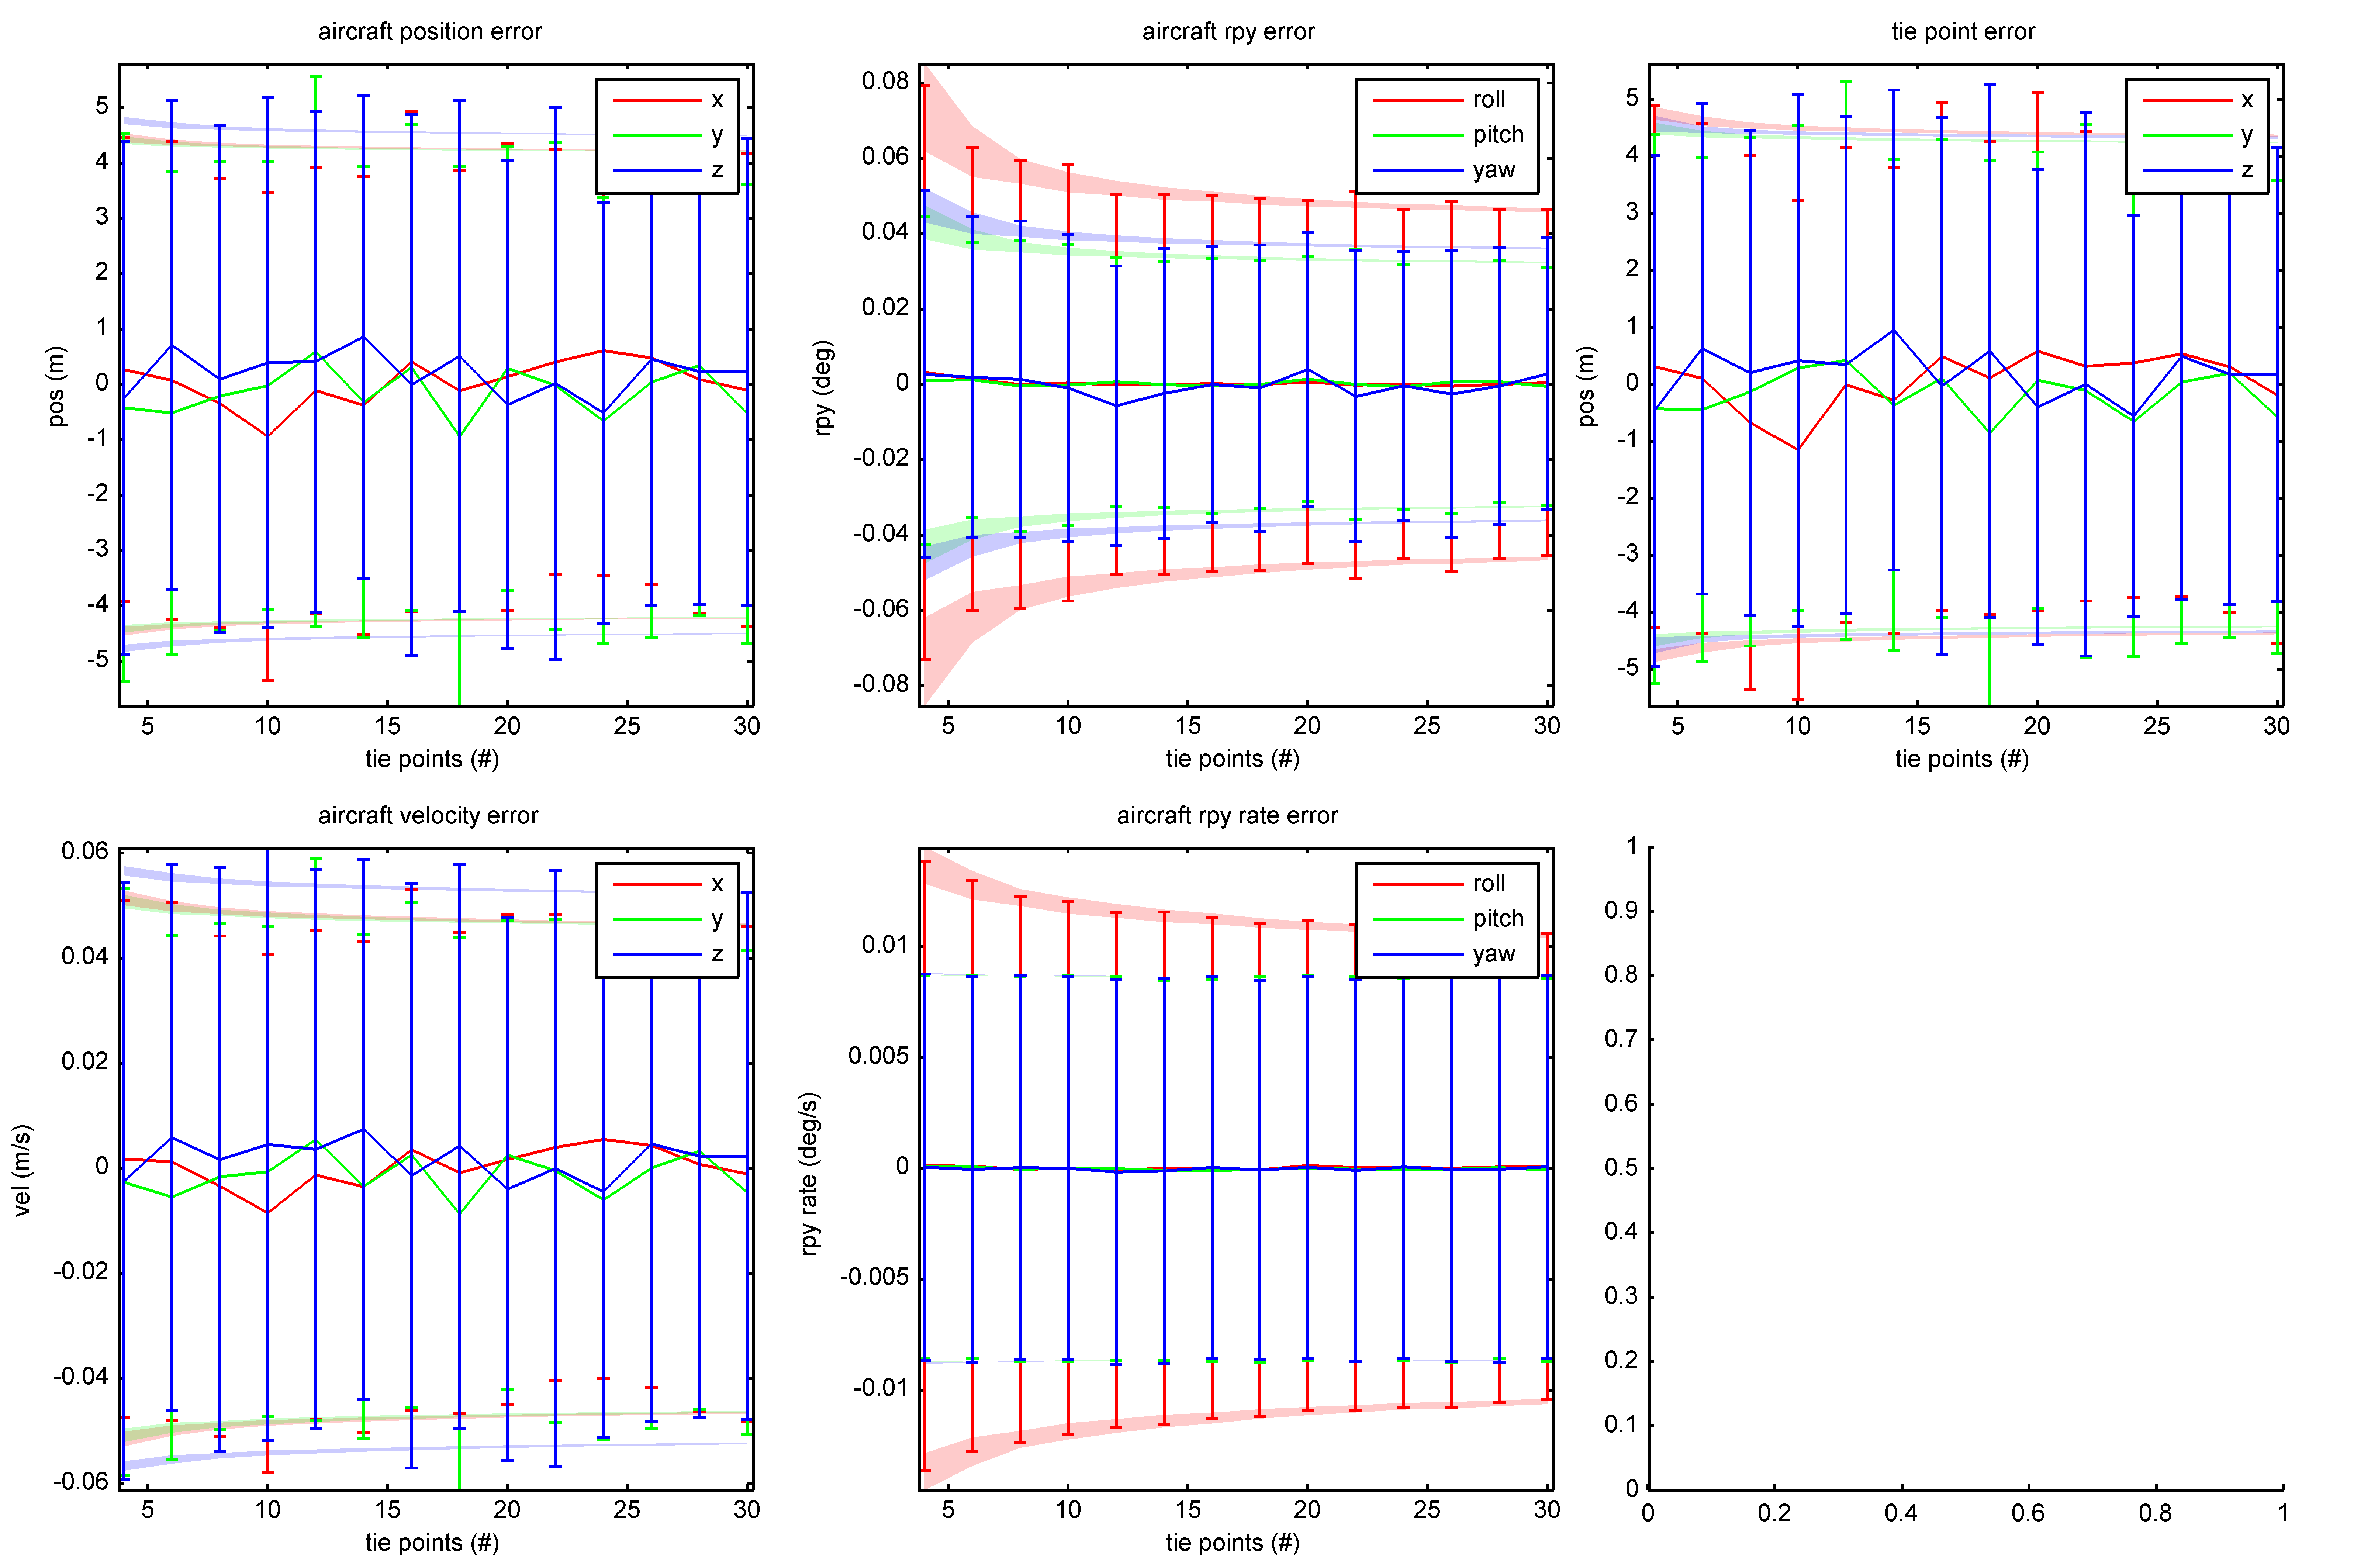 aircraft position error
5
4
3
2
1
0
-1
-2
-3
-4
-5
pos (m)
x
y
z
5 10 15 20 25 30
tie points (#)
aircraft rpy error
0.08
0.06
0.04
0.02
0
-0.02
-0.04
-0.06
-0.08
rpy (deg)
roll
pitch
yaw
5 10 15 20 25 30
tie points (#)
tie point error
5
4
3
2
1
0
-1
-2
-3
-4
-5
pos (m)
x
y
z
5 10 15 20 25 30
tie points (#)
aircraft velocity error
0.06
0.04
0.02
0
-0.02
-0.04
-0.06
vel (m/s)
x
y
z
5 10 15 20 25 30
tie points (#)
aircraft rpy rate error
0.01
0.005
0
-0.005
-0.01
rpy rate (deg/s)
roll
pitch
yaw
5 10 15 20 25 30
tie points (#)
1
0.9
0.8
0.7
0.6
0.5
0.4
0.3
0.2
0.1
0
0 0.2 0.4 0.6 0.8 1